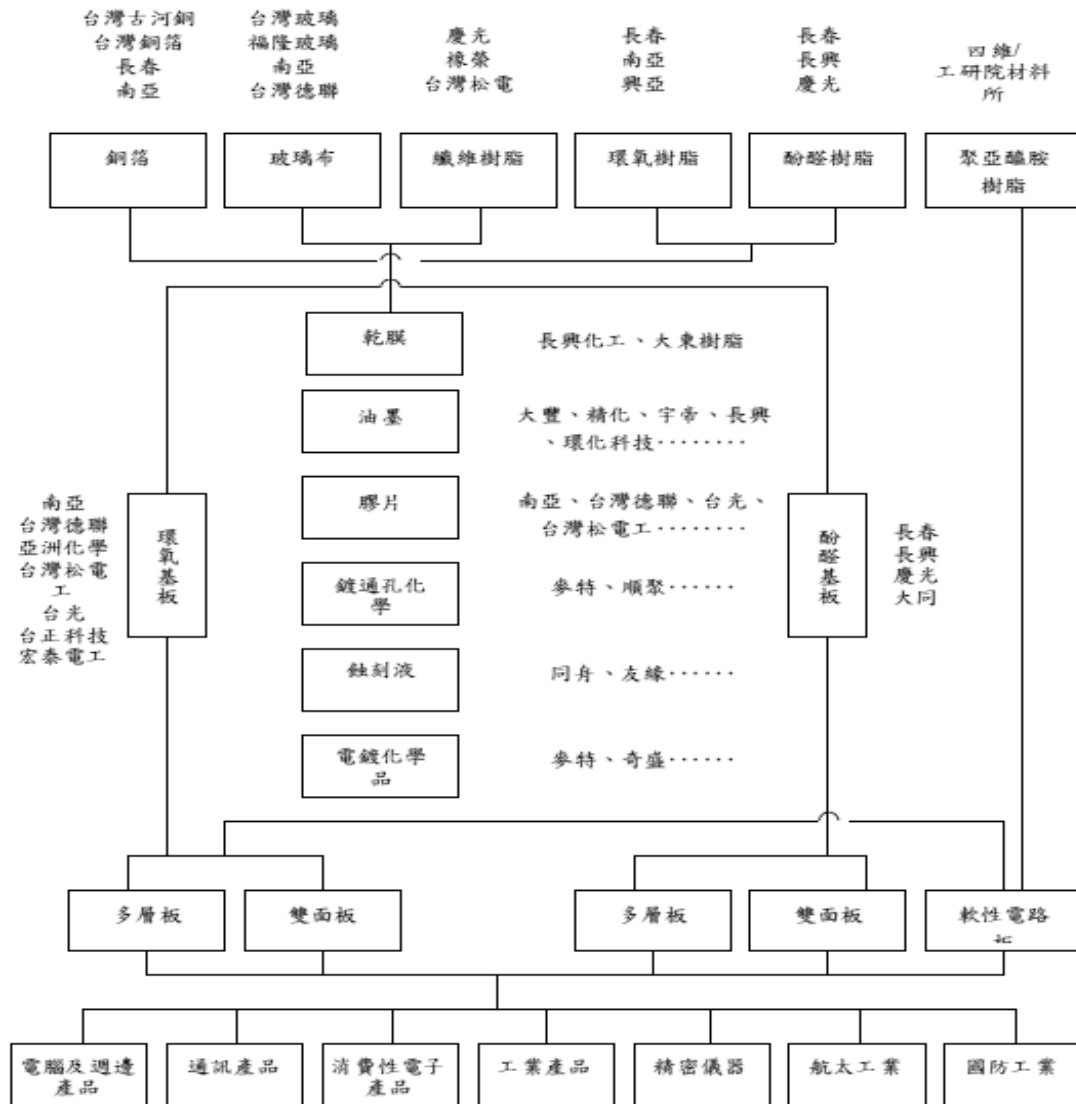 台灣古河銅
台灣銅箔
長春
南亞
台灣玻璃
福隆玻璃
南亞
台灣德聯
慶光
橡榮
台灣松電
長春
南亞
興亞
長春
長興
慶光
四維/
工研院材料
所
銅箔
玻璃布
纖維樹脂
環氧樹脂
酚醛樹脂
聚亞醯胺
樹脂
乾膜
長興化工、大東樹脂
油墨
大豐、精化、宇帝、長興
、環化科技········
膠片
南亞、台灣德聯、台光、
台灣松電工········
鍍通孔化
學
麥特、順聚······
蝕刻液
同舟、友緣······
電鍍化學
品
麥特、奇盛······
南亞
台灣德聯
亞洲化學
台灣松電
工
台光
台正科技
宏泰電工
環氧基板
酚醛基板
長春
長興
慶光
大同
多層板
雙面板
多層板
雙面板
軟性電路
電腦及週邊
產品
通訊產品
消費性電子
產品
工業產品
精密儀器
航太工業
國防工業